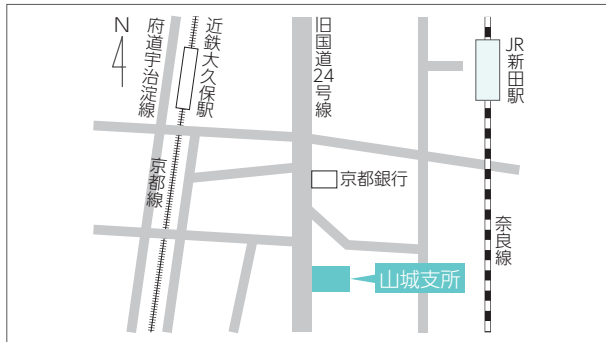 N
府道宇治淀線
近鉄大久保駅
旧国道24号線
JR新田駅
京都線
京都銀行
奈良線
山城支所